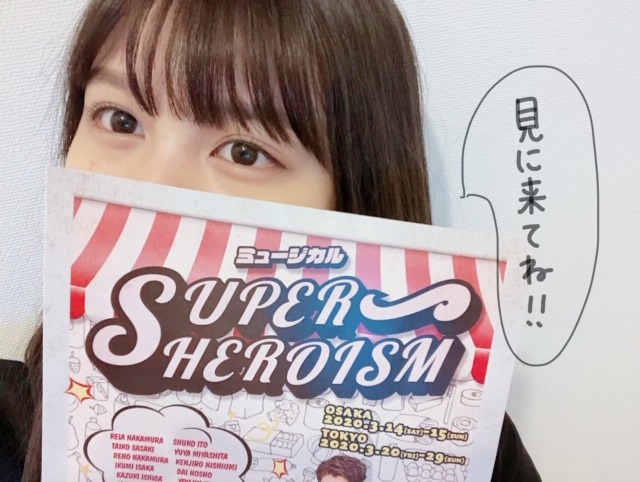 見に来てね!!
ミュージカル
SUPER
HEROISM
OSAKA
2020.3.14(SAT)-15(SUN)
TOKYO
2020.3.20(FRI)-29(SUN)
REIA NAKAMURA
TAIKO SASAKI
RENO NAKAMURA
IKUMI ISAKA
KAZUKI ISHIGA
SHUKO ITO
YUYA MIYASHITA
KENJIRO NISHIUMI
DAI HOSHO